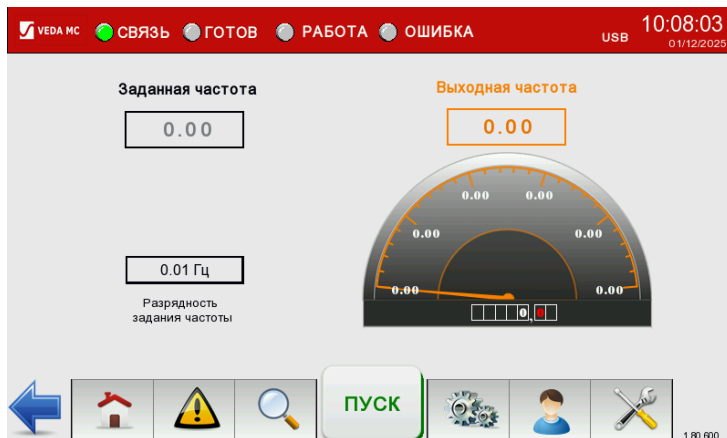 VEDA MC СВЯЗЬ ГОТОВ РАБОТА ОШИБКА USB 10:08:03
01/12/2025
Заданная частота
0.00
Выходная частота
0.00
0.00 0.00
0.00 0.00
0.00 0.00
0,0
0.01 Гц
Разрядность
задания частоты
ПУСК
1.80.600